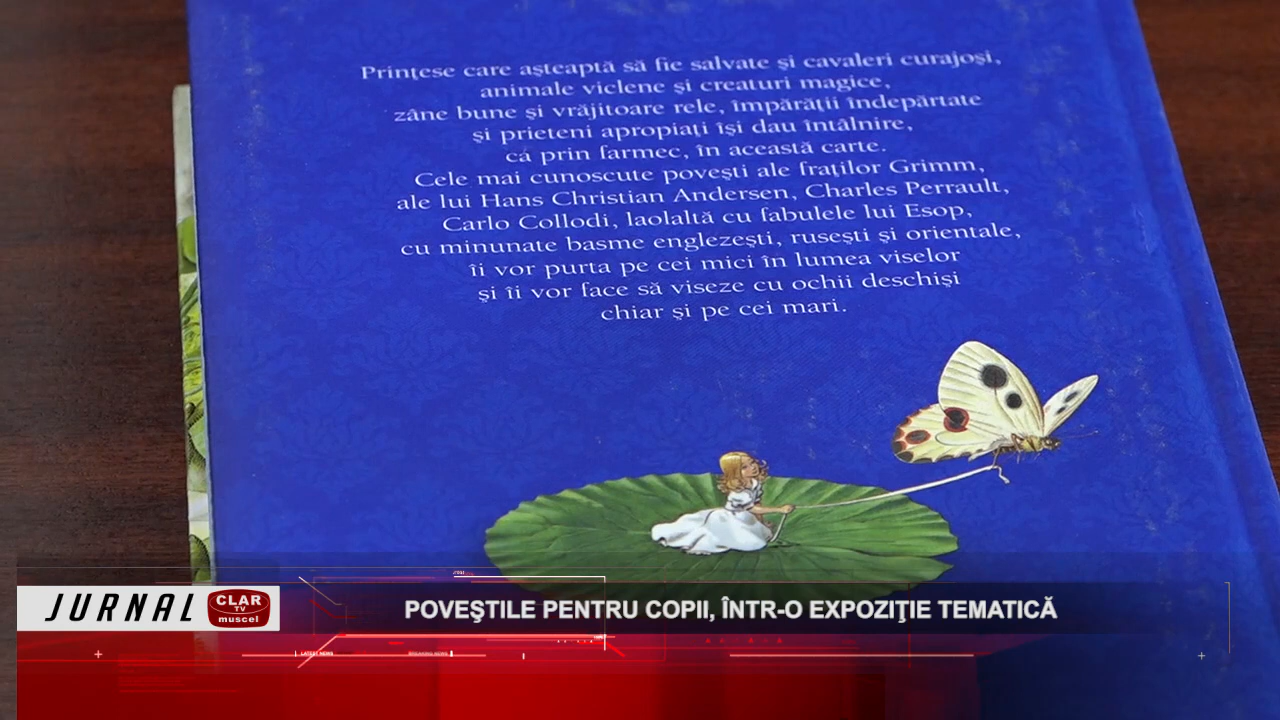 Prințese care așteaptă să fie salvate și cavaleri curajoși,
animale viclene și creaturi magice,
zâne bune și vrăjitoare rele, împărății îndepărtate
și prieteni apropiați își dau întâlnire,
ca prin farmec, în această carte.
Cele mai cunoscute povești ale fraților Grimm,
ale lui Hans Christian Andersen, Charles Perrault,
Carlo Collodi, laolaltă cu fabulele lui Esop,
cu minunate basme englezești, rusești și orientale,
îi vor purta pe cei mici în lumea viselor
și îi vor face să viseze cu ochii deschiși
chiar și pe cei mari.
JURNAL CLAR TV muscel
POVEŞTILE PENTRU COPII, ÎNTR-O EXPOZIŢIE TEMATICĂ
LATEST NEWS BREAKING NEWS